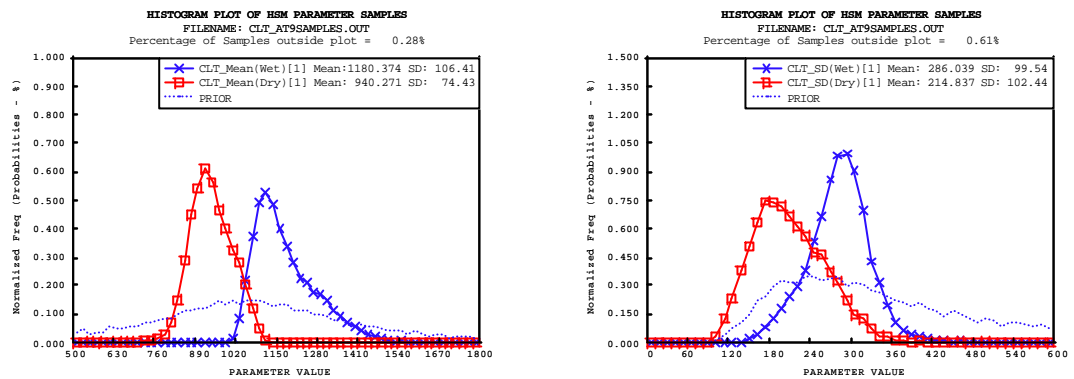 HISTOGRAM PLOT OF HSM PARAMETER SAMPLES
FILENAME: CLT_AT9SAMPLES.OUT
Percentage of Samples outside plot = 0.28%
CLT_Mean(Wet)[1] Mean:1180.374 SD: 106.41
CLT_Mean(Dry)[1] Mean: 940.271 SD: 74.43
PRIOR
Normalized Freq (Probabilities - %)
1.000
0.900
0.800
0.700
0.600
0.500
0.400
0.300
0.200
0.100
0.000
500 630 760 890 1020 1150 1280 1410 1540 1670 1800
PARAMETER VALUE
HISTOGRAM PLOT OF HSM PARAMETER SAMPLES
FILENAME: CLT_AT9SAMPLES.OUT
Percentage of Samples outside plot = 0.61%
CLT_SD(Wet)[1] Mean: 286.039 SD: 99.54
CLT_SD(Dry)[1] Mean: 214.837 SD: 102.44
PRIOR
Normalized Freq (Probabilities - %)
1.500
1.350
1.200
1.050
0.900
0.750
0.600
0.450
0.300
0.150
0.000
0 60 120 180 240 300 360 420 480 540 600
PARAMETER VALUE